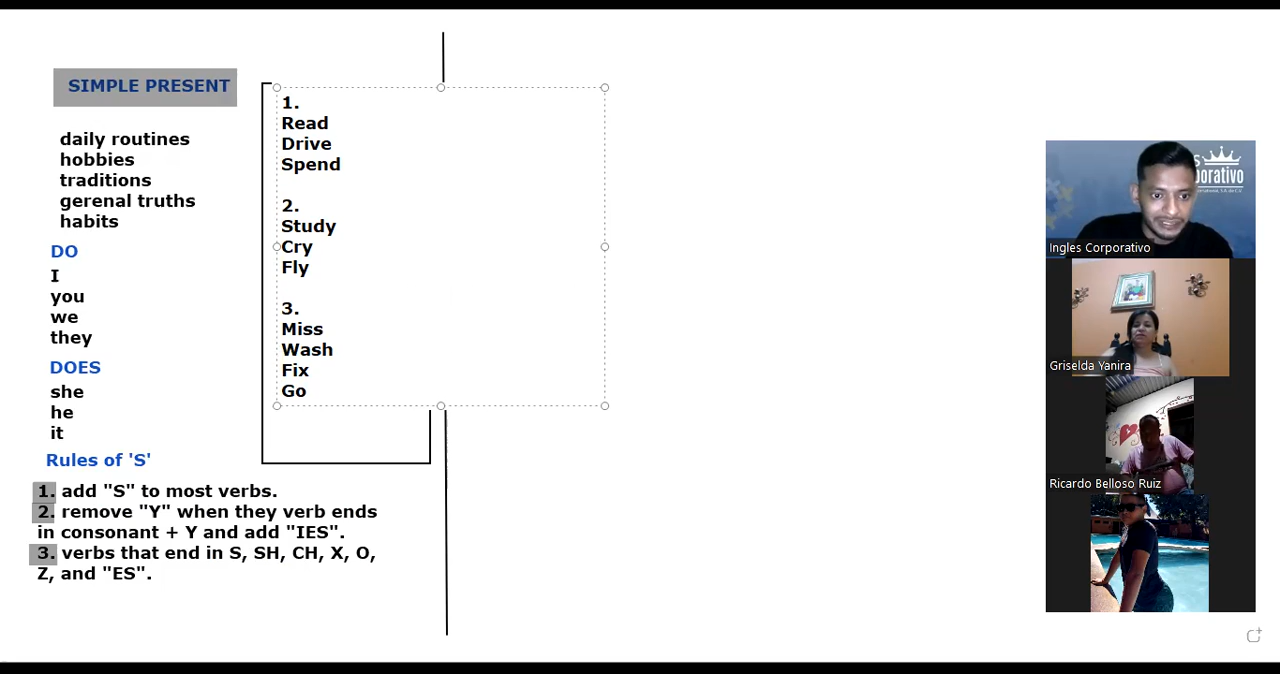 SIMPLE PRESENT
daily routines
hobbies
traditions
gerenal truths
habits
DO
I
you
we
they
DOES
she
he
it
Rules of 'S'
1. add "S" to most verbs.
2. remove "Y" when they verb ends
in consonant + Y and add "IES".
3. verbs that end in S, SH, CH, X, O,
Z, and "ES".
1.
Read
Drive
Spend
2.
Study
Cry
Fly
3.
Miss
Wash
Fix
Go
Ingles Corporativo
Griselda Yanira
Ricardo Belloso Ruiz